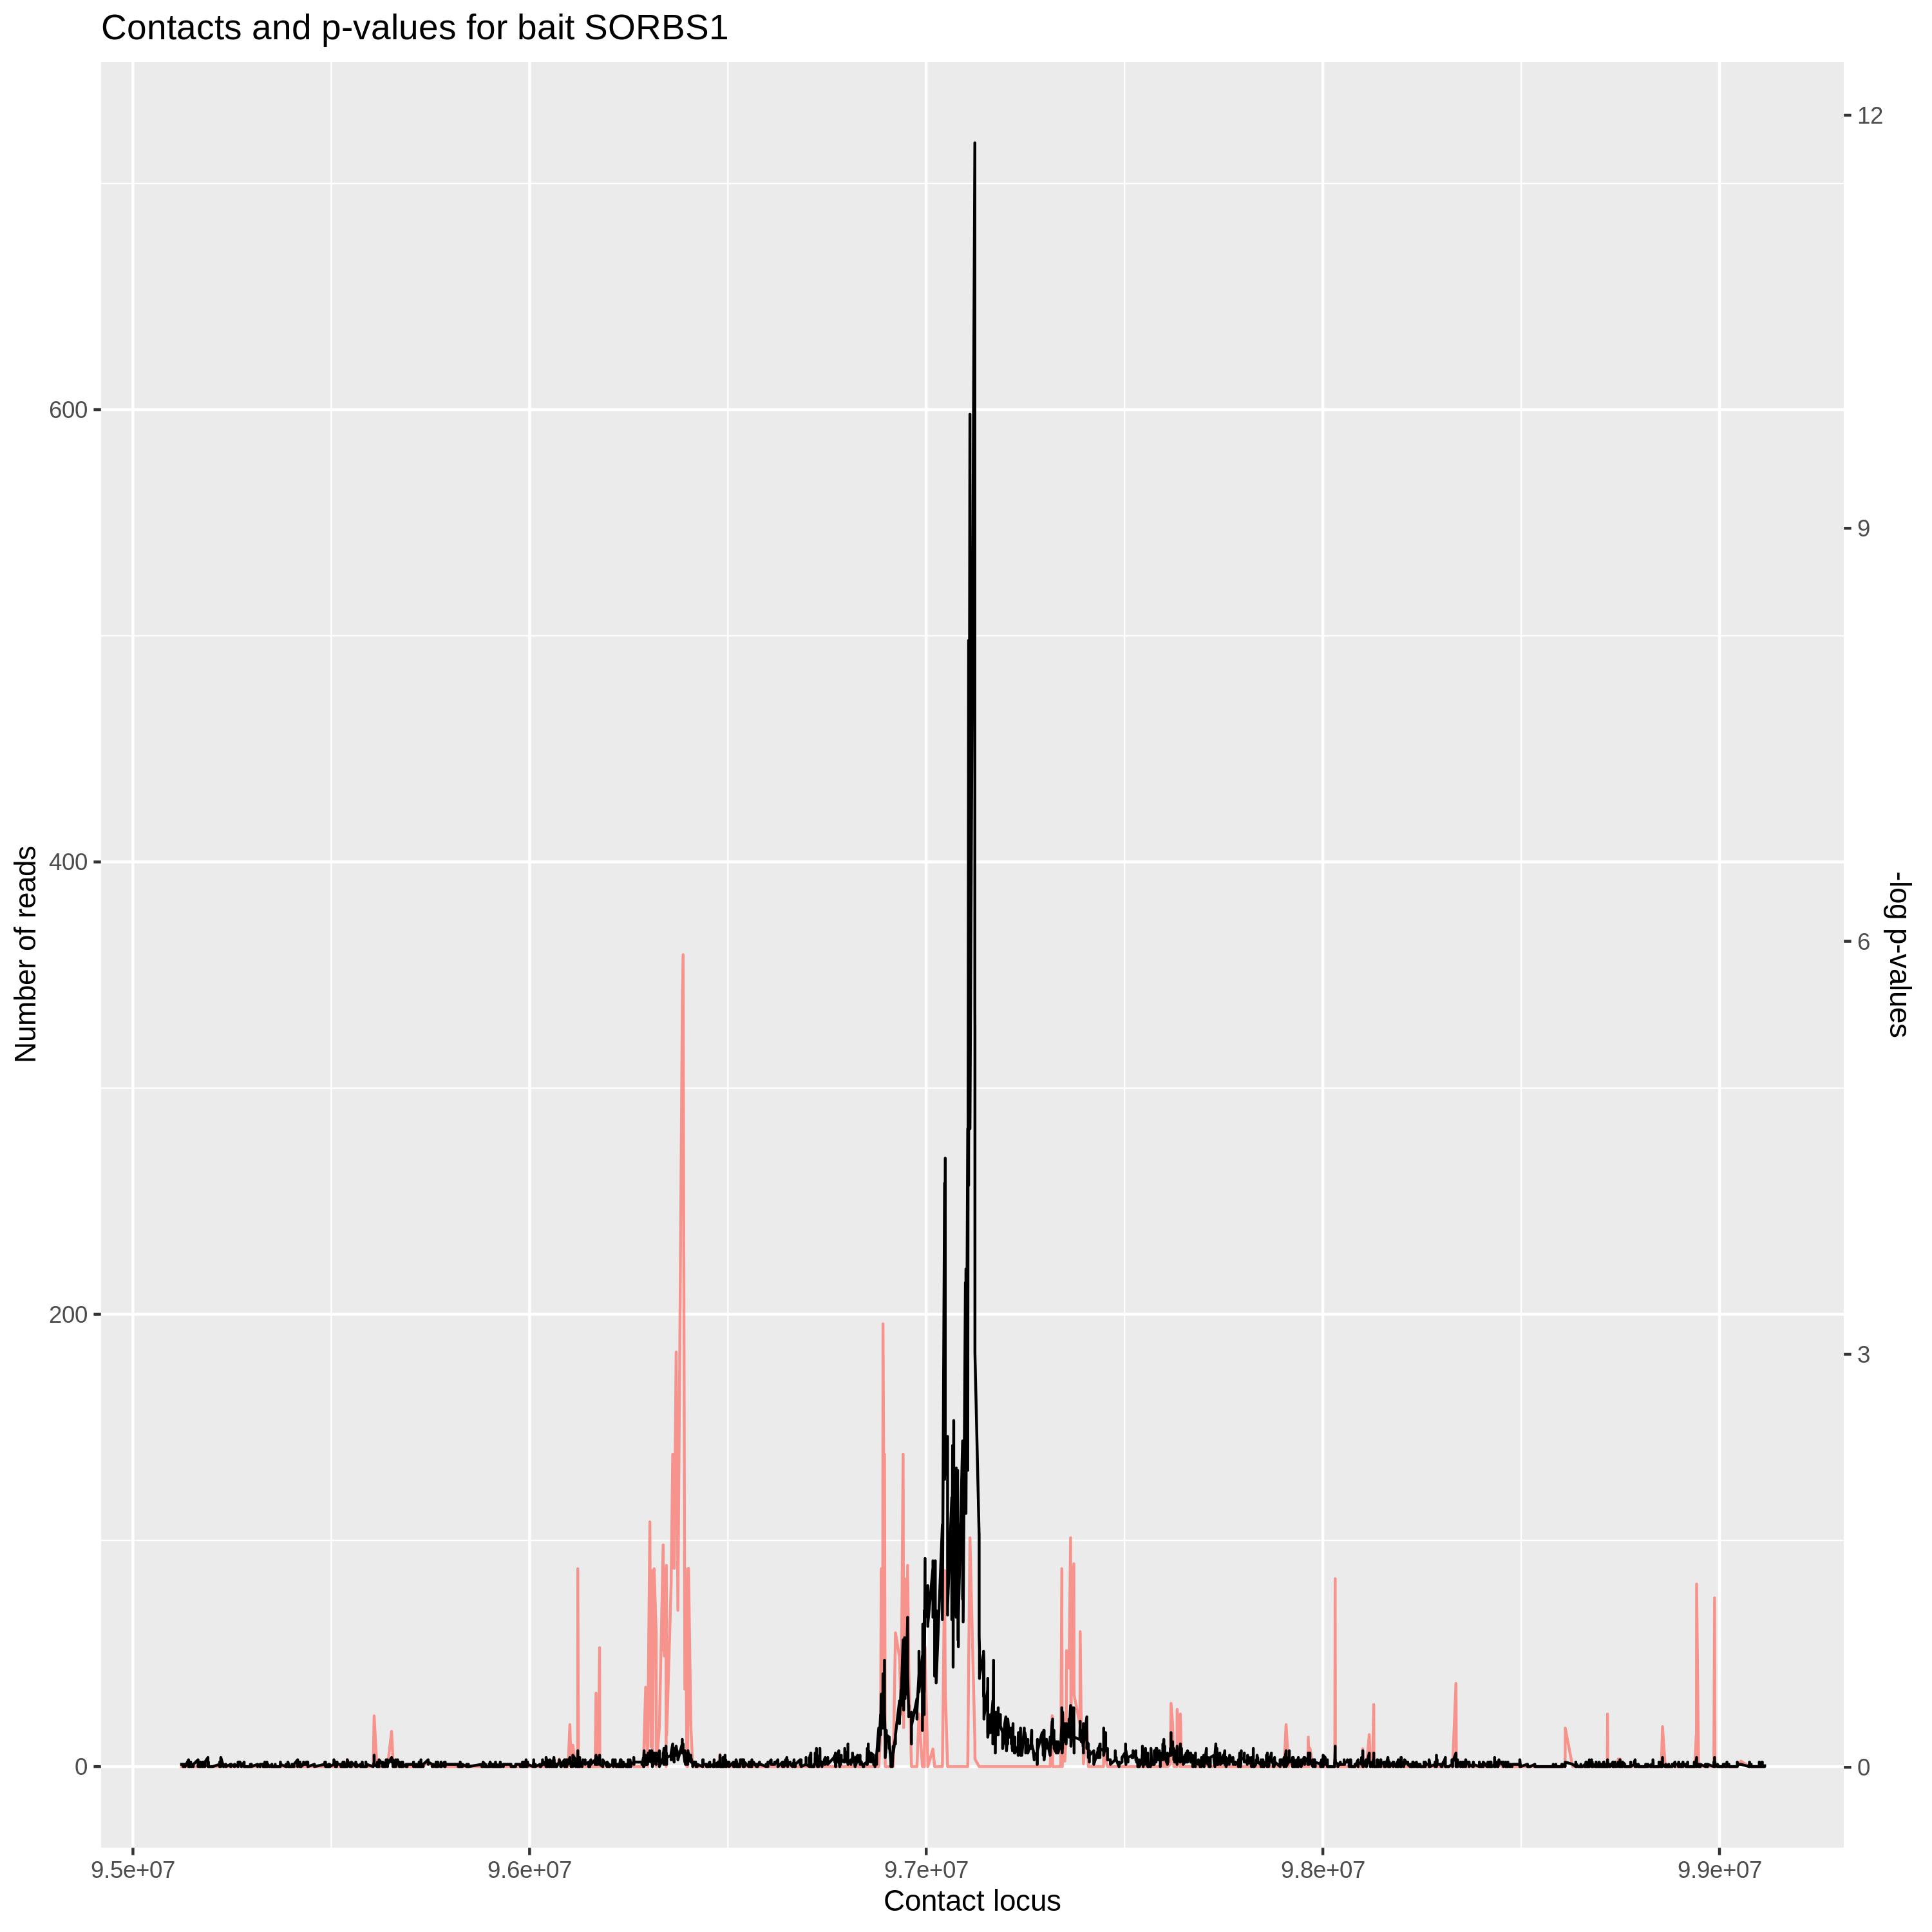 Contacts and p-values for bait SORBS1
12
9
6
3
0
600
400
200
0
Number of reads
-log p-values
9.5e+07 9.6e+07 9.7e+07 9.8e+07 9.9e+07
Contact locus